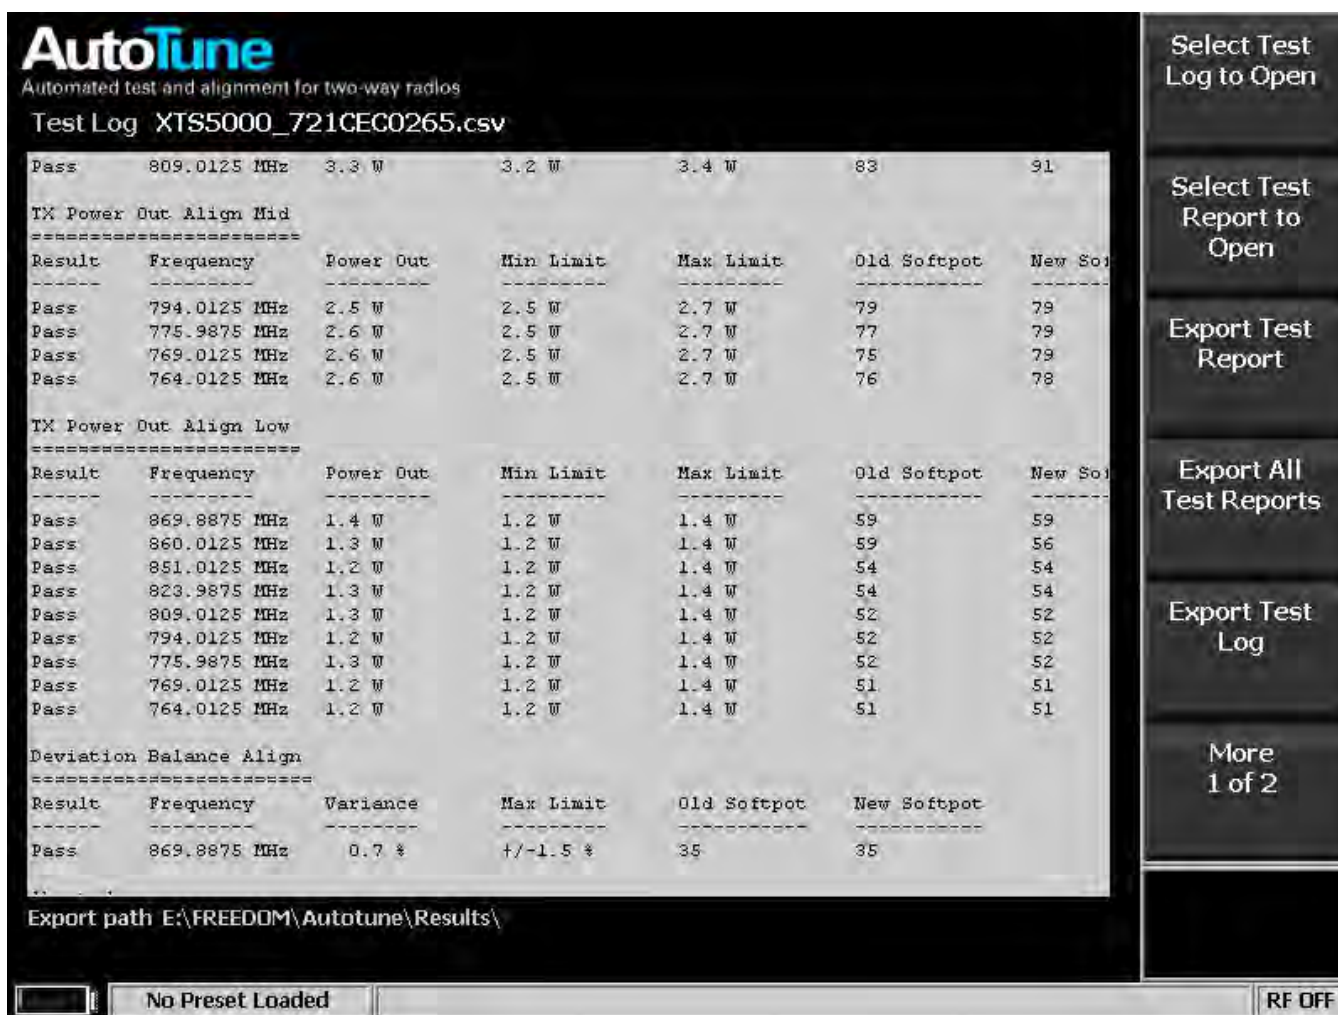 AutoTune
Automated test and alignment for two-way radios
Test Log XTS5000_721CEC0265.csv
Pass 809.0125 MHz 3.3 W 3.2 W 3.4 W 83 91
TX Power Out Align Mid
=======================
Result Frequency Power Out Min Limit Max Limit Old Softpot New Sof
------ --------- --------- --------- --------- ----------- -------
Pass 794.0125 MHz 2.5 W 2.5 W 2.7 W 79 79
Pass 775.9875 MHz 2.6 W 2.5 W 2.7 W 77 79
Pass 769.0125 MHz 2.6 W 2.5 W 2.7 W 75 79
Pass 764.0125 MHz 2.6 W 2.5 W 2.7 W 76 78
TX Power Out Align Low
=======================
Result Frequency Power Out Min Limit Max Limit Old Softpot New Sof
------ --------- --------- --------- --------- ----------- -------
Pass 869.8875 MHz 1.4 W 1.2 W 1.4 W 59 59
Pass 860.0125 MHz 1.3 W 1.2 W 1.4 W 59 56
Pass 851.0125 MHz 1.2 W 1.2 W 1.4 W 54 54
Pass 823.9875 MHz 1.3 W 1.2 W 1.4 W 54 54
Pass 809.0125 MHz 1.3 W 1.2 W 1.4 W 52 52
Pass 794.0125 MHz 1.2 W 1.2 W 1.4 W 52 52
Pass 775.9875 MHz 1.3 W 1.2 W 1.4 W 52 52
Pass 769.0125 MHz 1.2 W 1.2 W 1.4 W 51 51
Pass 764.0125 MHz 1.2 W 1.2 W 1.4 W 51 51
Deviation Balance Align
========================
Result Frequency Variance Max Limit Old Softpot New Softpot
------ --------- -------- --------- ----------- -----------
Pass 869.8875 MHz 0.7 % +/-1.5 % 35 35
Export path E:\FREEDOM\Autotune\Results\
No Preset Loaded
RF OFF
Select Test
Log to Open
Select Test
Report to
Open
Export Test
Report
Export All
Test Reports
Export Test
Log
More
1 of 2